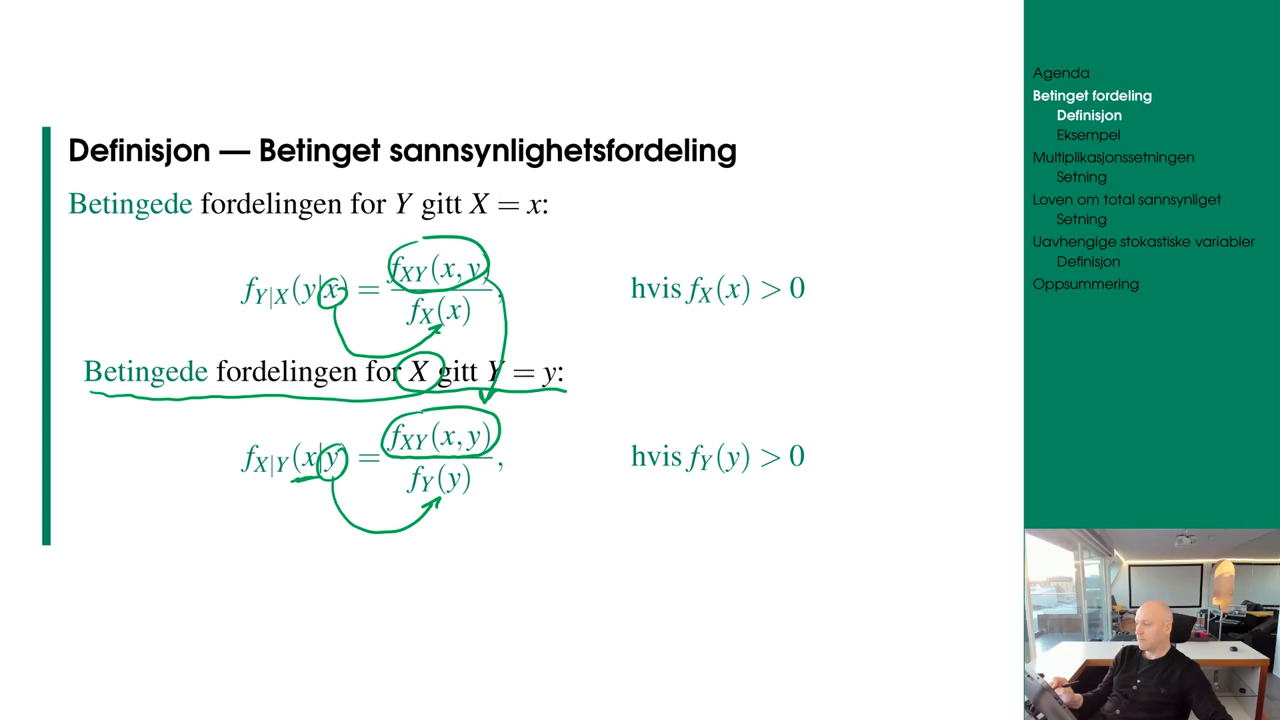 Definisjon — Betinget sannsynlighetsfordeling
Betingede fordelingen for Y gitt X = x:
f_{Y|X}(y|x) = f_{XY}(x, y) / f_X(x), hvis f_X(x) > 0
Betingede fordelingen for X gitt Y = y:
f_{X|Y}(x|y) = f_{XY}(x, y) / f_Y(y), hvis f_Y(y) > 0
Agenda
Betinget fordeling
Definisjon
Eksempel
Multiplikasjonssetningen
Setning
Loven om total sannsynliget
Setning
Uavhengige stokastiske variabler
Definisjon
Oppsummering